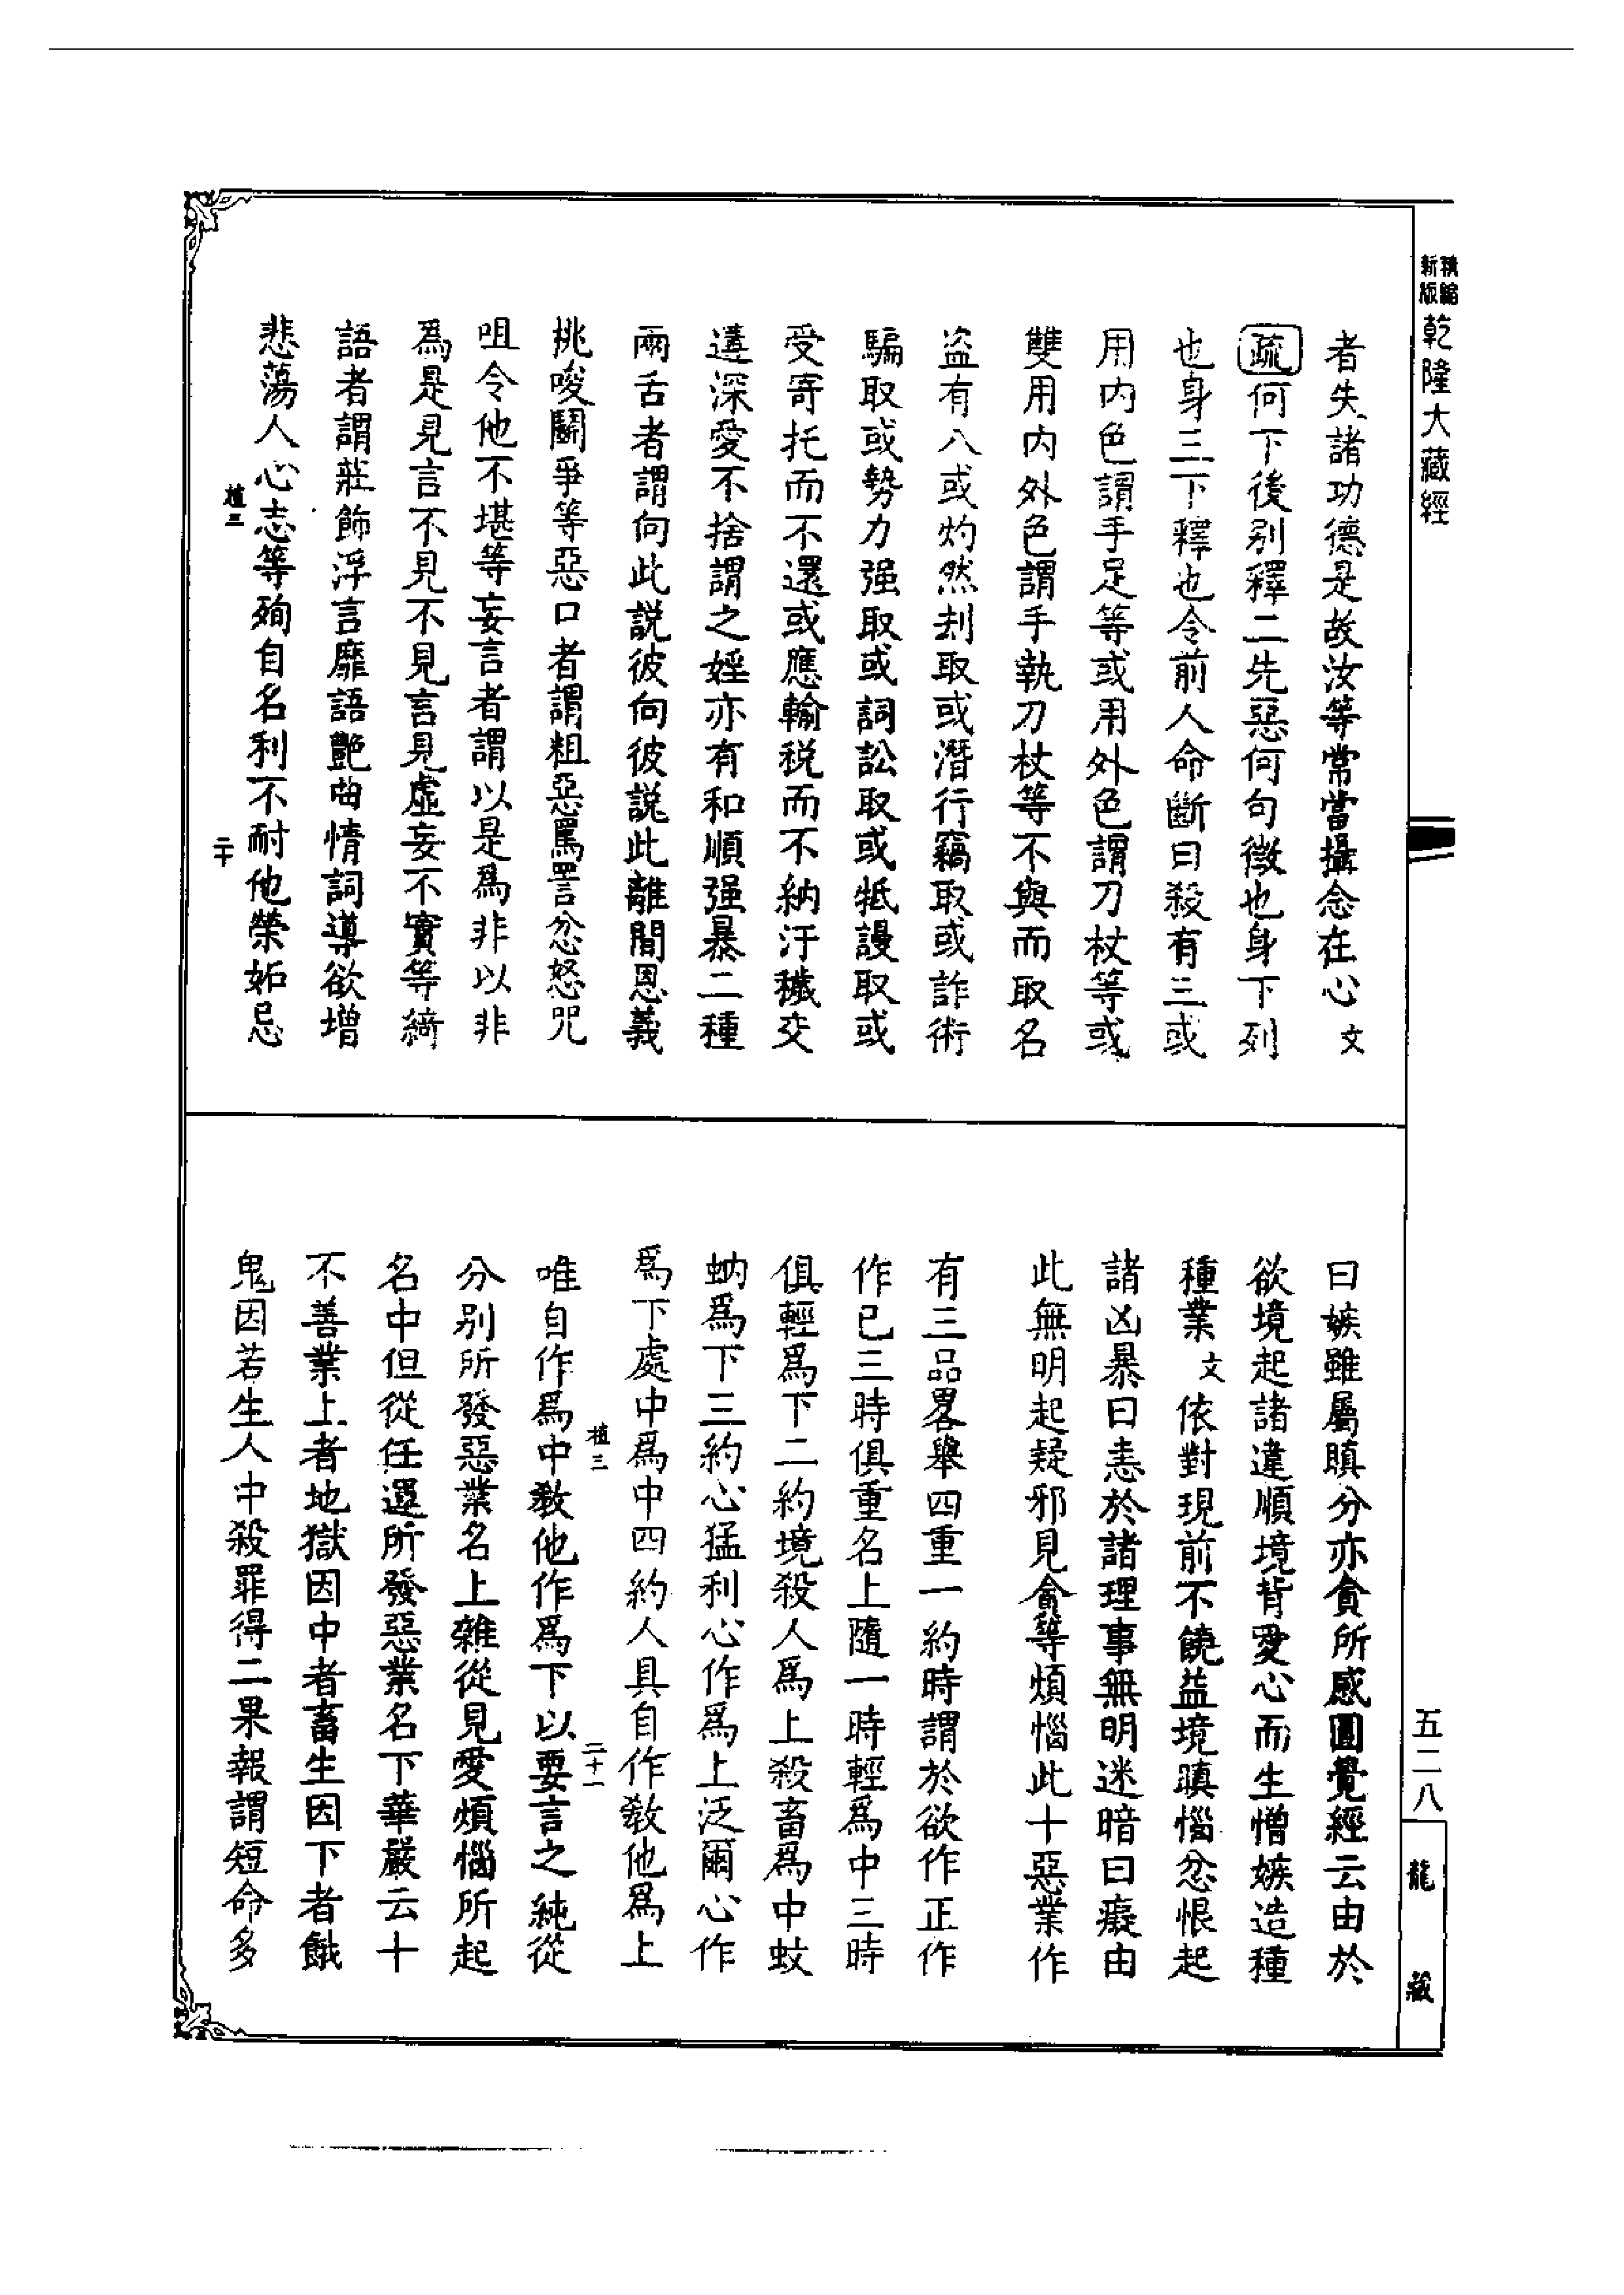 精縮
新版
乾隆大藏經
五二八
龍藏
者失諸功德是故汝等常當攝念在心文
疏何下後別釋二先惡何句徵也身下列
也身三下釋也令前人命斷曰殺有三或
用内色謂手足等或用外色謂刀杖等或
雙用内外色謂手執刀杖等不與而取名
盜有八或灼然刦取或潛行竊取或詐術
騙取或勢力强取或詞訟取或牴謾取或
受寄托而不還或應輸税而不納汙穢交
遘深愛不捨謂之婬亦有和順强暴二種
兩舌者謂向此説彼向彼説此離間恩義
挑唆鬭爭等惡口者謂粗惡罵詈忿怒咒
咀令他不堪等妄言者謂以是爲非以非
爲是見言不見不見言見虛妄不實等綺
語者謂莊飾浮言靡語艷曲情詞導欲增
悲蕩人心志等殉自名利不耐他榮妬忌
植三
二十
曰嫉雖屬瞋分亦貪所感圓覺經云由於
欲境起諸違順境背愛心而生憎嫉造種
種業文依對現前不饒益境瞋惱忿恨起
諸凶暴曰恚於諸理事無明迷暗曰癡由
此無明起疑邪見會等煩惱此十惡業作
有三品畧舉四重一約時謂於欲作正作
作已三時俱重名上隨一時輕爲中三時
俱輕爲下二約境殺人爲上殺畜爲中蚊
蚋爲下三約心猛利心作爲上泛爾心作
爲下處中爲中四約人具自作教他爲上
植三
二十一
唯自作爲中教他作爲下以要言之純從
分別所發惡業名上雜從見愛煩惱所起
名中但從任運所發惡業名下華嚴云十
不善業上者地獄因中者畜生因下者餓
鬼因若生人中殺罪得二果報謂短命多